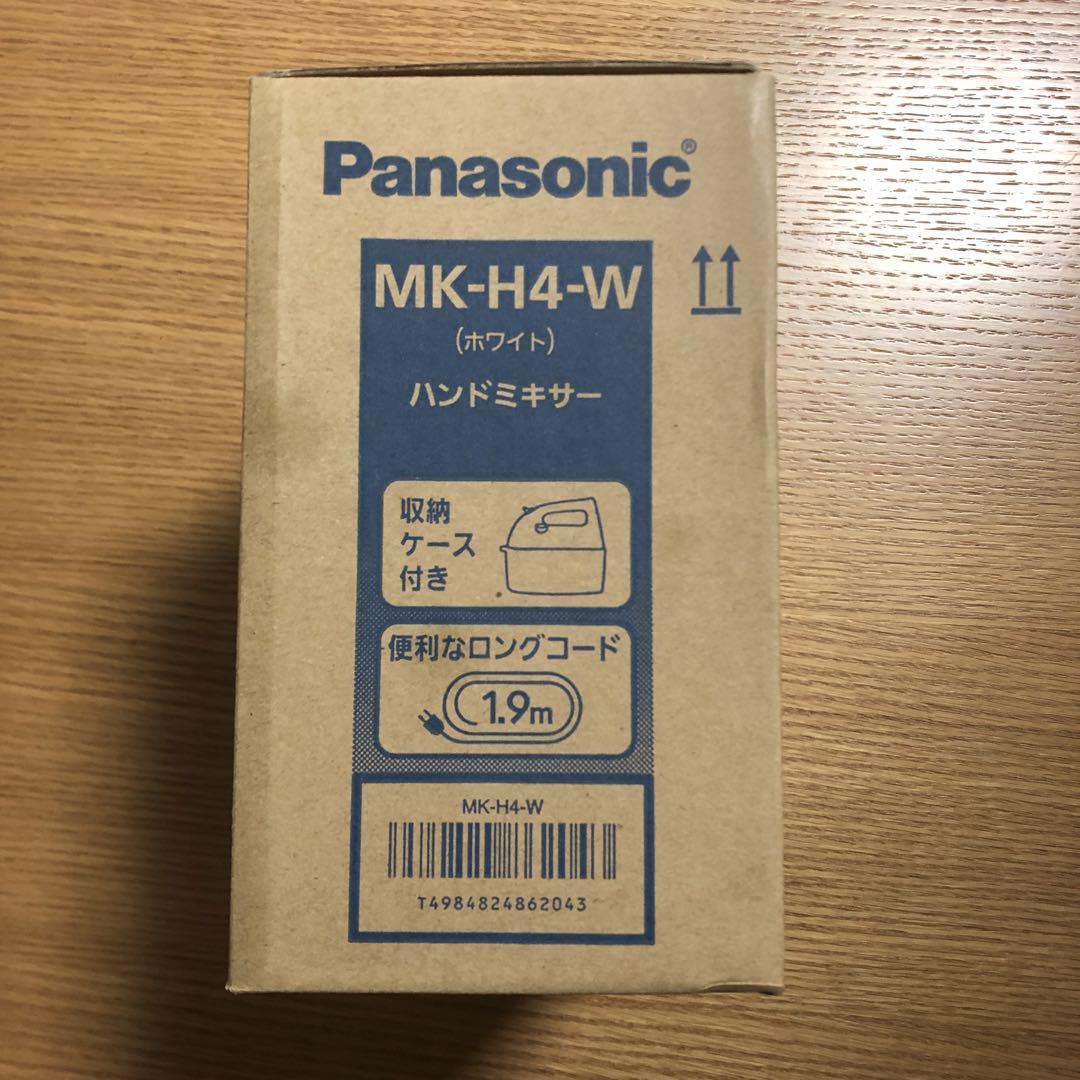 Panasonic®
MK-H4-W
(ホワイト)
ハンドミキサー
収納
ケース
付き
便利なロングコード
1.9m
MK-H4-W
T4984824862043